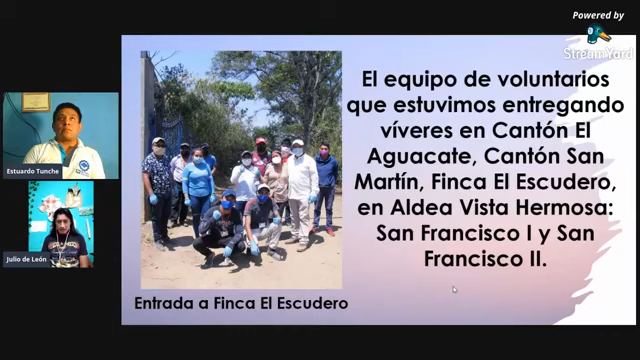 Powered by
StreamYard
El equipo de voluntarios
que estuvimos entregando
víveres en Cantón El
Aguacate, Cantón San
Martín, Finca El Escudero,
en Aldea Vista Hermosa:
San Francisco I y San
Francisco II.
Estuardo Tunche
Julio de León
Entrada a Finca El Escudero